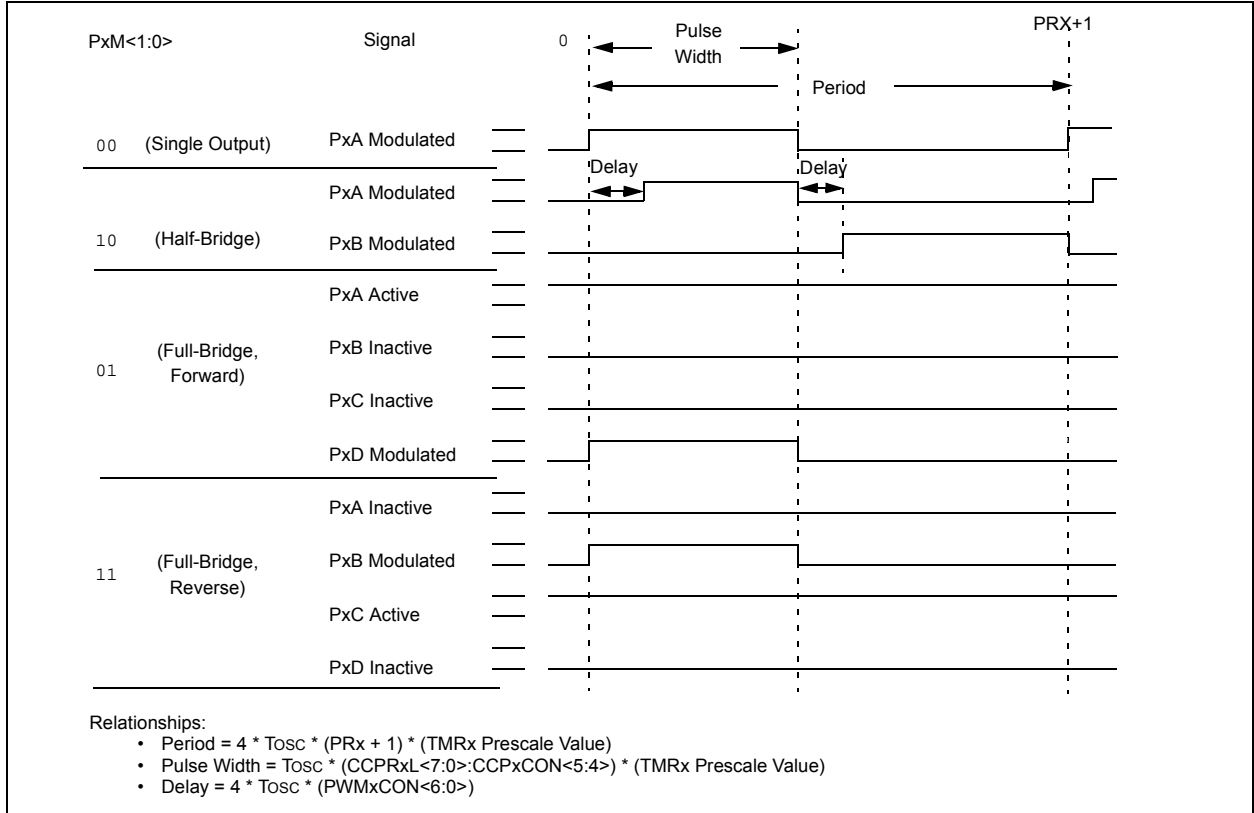 PxM<1:0> Signal 0 Pulse Width PRX+1
Period
00 (Single Output) PxA Modulated
Delay Delay
PxA Modulated
10 (Half-Bridge) PxB Modulated
PxA Active
01 (Full-Bridge, Forward) PxB Inactive
PxC Inactive
PxD Modulated
PxA Inactive
11 (Full-Bridge, Reverse) PxB Modulated
PxC Active
PxD Inactive
Relationships:
• Period = 4 * TOSC * (PRx + 1) * (TMRx Prescale Value)
• Pulse Width = TOSC * (CCPRxL<7:0>:CCPxCON<5:4>) * (TMRx Prescale Value)
• Delay = 4 * TOSC * (PWMxCON<6:0>)